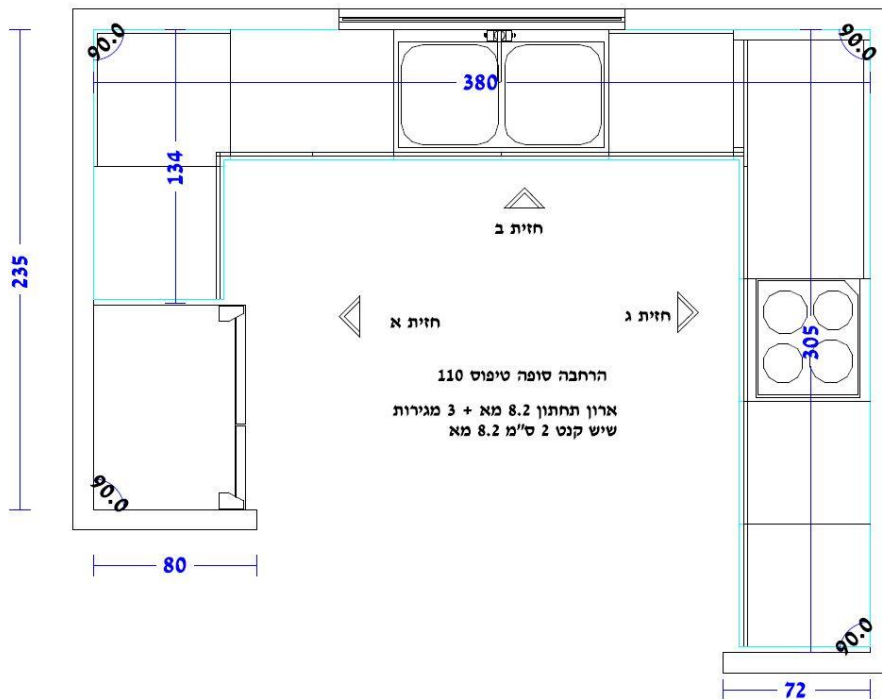 90.0
90.0
380
134
235
חזית ב
חזית א
חזית ג
305
הרחבה סופה טיפוס 110
ארון תחתון 8.2 מא + 3 מגירות
שיש קנט 2 ס"מ 8.2 מא
90.0
80
90.0
72